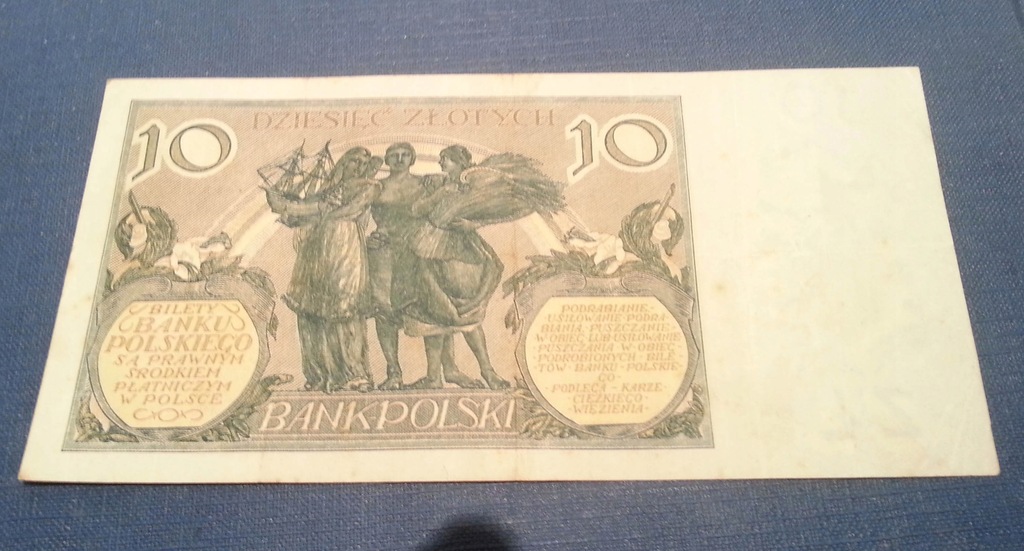 10 DZIESIĘĆ ZŁOTYCH 10
BILETY
BANKU
POLSKIEGO
SĄ PRAWNYM
ŚRODKIEM
PŁATNICZYM
W POLSCE
PODRABIANIE-
USIŁOWANIE PODRA-
BIANIA, PUSZCZANIE
W OBIEG LUB USIŁOWANIE
PUSZCZANIA W OBIEG
PODROBIONYCH BILE-
TÓW BANKU POLSKIE-
GO
PODLEGA KARZE
CIĘŻKIEGO
WIĘZIENIA
BANK POLSKI